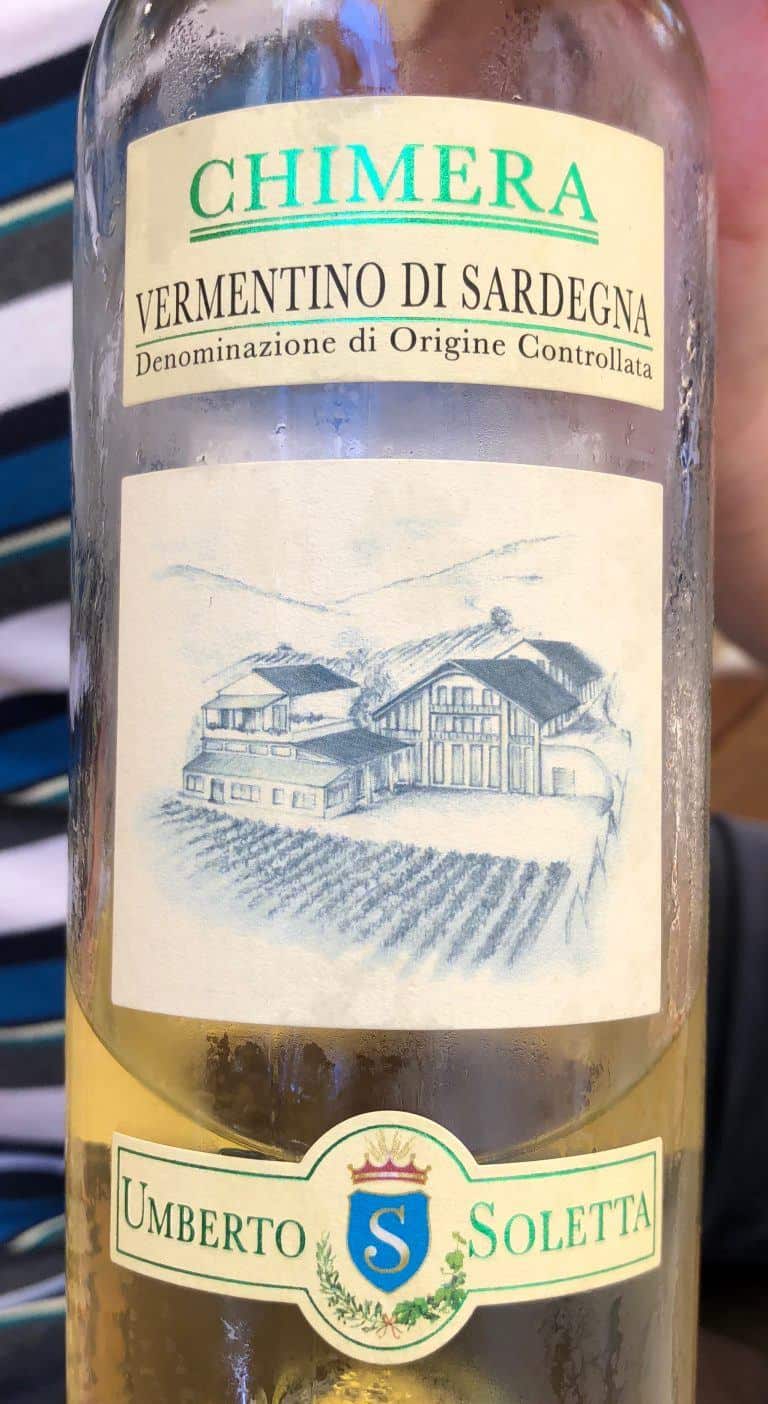 CHIMERA
VERMENTINO DI SARDEGNA
Denominazione di Origine Controllata
UMBERTO S SOLETTA